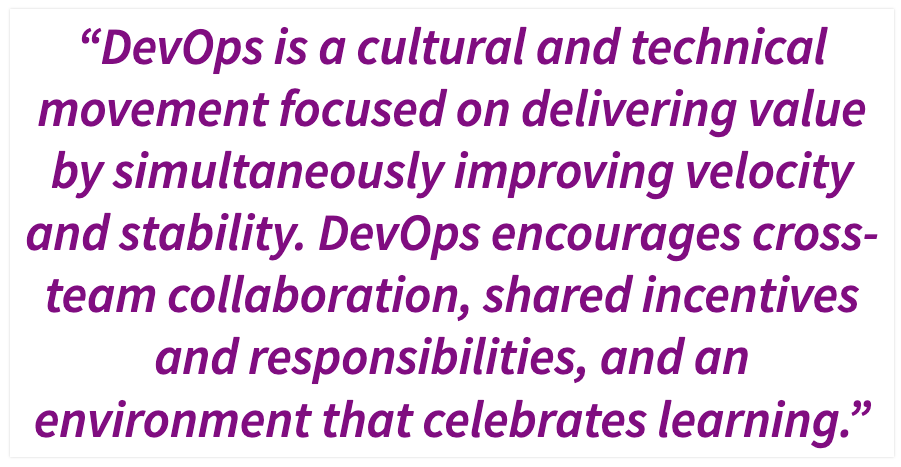 “DevOps is a cultural and technical
movement focused on delivering value
by simultaneously improving velocity
and stability. DevOps encourages cross-
team collaboration, shared incentives
and responsibilities, and an
environment that celebrates learning.”